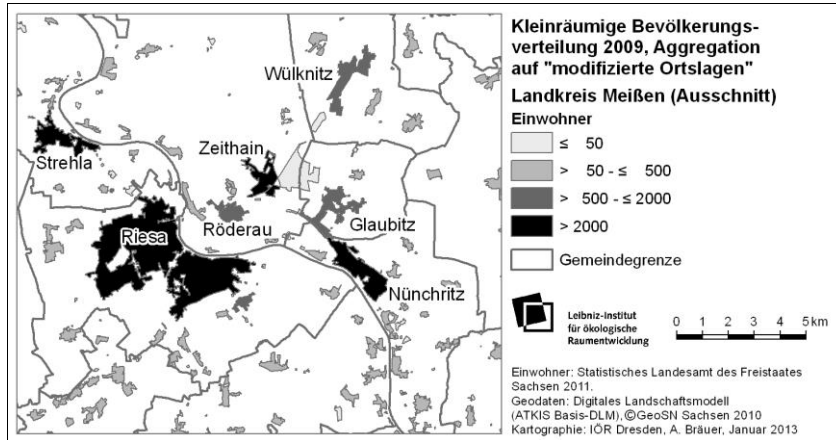 Wülknitz
Strehla
Zeithain
Riesa
Röderau
Glaubitz
Nünchritz
Kleinräumige Bevölkerungs-
verteilung 2009, Aggregation
auf "modifizierte Ortslagen"
Landkreis Meißen (Ausschnitt)
Einwohner
≤ 50
> 50 - ≤ 500
> 500 - ≤ 2000
> 2000
Gemeindegrenze
Leibniz-Institut
für ökologische
Raumentwicklung
0 1 2 3 4 5 km
Einwohner: Statistisches Landesamt des Freistaates
Sachsen 2011.
Geodaten: Digitales Landschaftsmodell
(ATKIS Basis-DLM), ©GeoSN Sachsen 2010
Kartographie: IÖR Dresden, A. Bräuer, Januar 2013